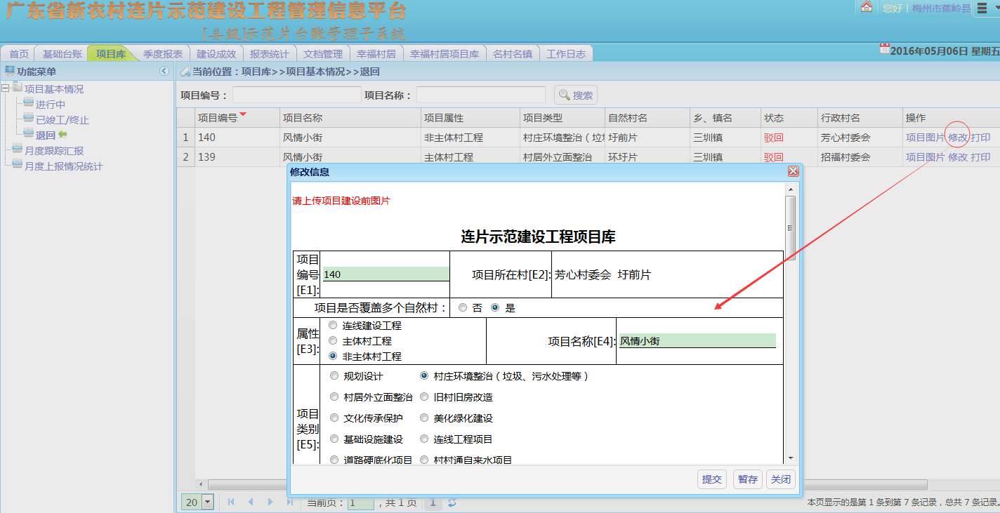 广东省新农村连片示范建设工程管理信息平台
[县级]示范片台账管理子系统
您好！梅州市蕉岭县
首页 基础台账 项目库 季度报表 建设成效 报表统计 文档管理 幸福村居 幸福村居项目库 名村名镇 工作日志
2016年05月06日 星期五
功能菜单
项目基本情况
进行中
已竣工/终止
退回
月度跟踪汇报
月度上报情况统计
当前位置：项目库>>项目基本情况>>退回
项目编号： 项目名称： 搜索
项目编号 项目名称 项目属性 项目类型 自然村名 乡、镇名 状态 行政村名 操作
1 140 风情小街 非主体村工程 村庄环境整治（垃圾 圩前片 三圳镇 驳回 芳心村委会 项目图片 修改 打印
2 139 风情小街 主体村工程 村居外立面整治 环圩片 三圳镇 驳回 招福村委会 项目图片 修改 打印
修改信息
请上传项目建设前图片
连片示范建设工程项目库
项目编号[E1]: 140 项目所在村[E2]: 芳心村委会 圩前片
项目是否覆盖多个自然村： 否 是
属性[E3]: 连线建设工程
主体村工程
非主体村工程
项目名称[E4]: 风情小街
项目类别[E5]:
规划设计 村庄环境整治（垃圾、污水处理等）
村居外立面整治 旧村旧房改造
文化传承保护 美化绿化建设
基础设施建设 连线工程项目
道路硬底化项目 村村通自来水项目
提交 暂存 关闭
20 当前页： 1 ，共 1 页 1
本页显示的是第 1 条到第 7 条记录，总共 7 条记录。